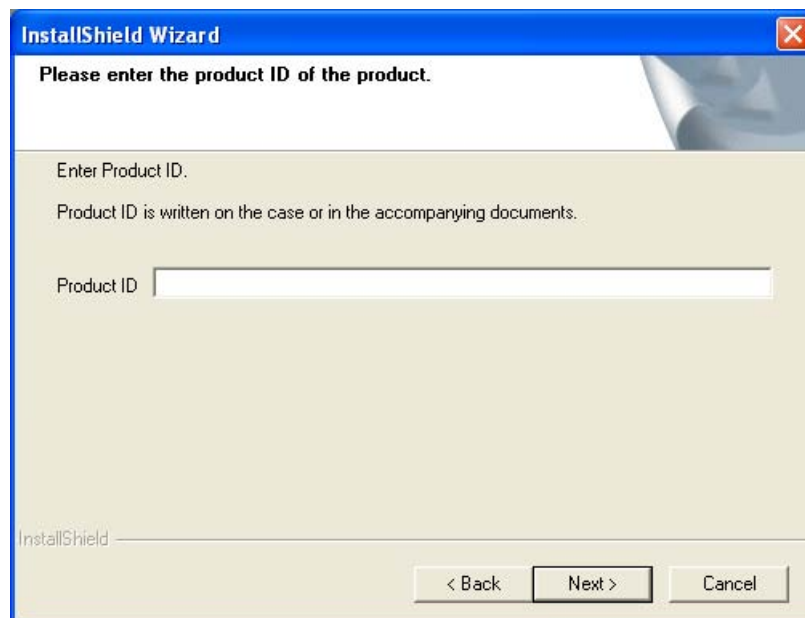 InstallShield Wizard
Please enter the product ID of the product.
Enter Product ID.
Product ID is written on the case or in the accompanying documents.
Product ID
InstallShield
< Back Next > Cancel